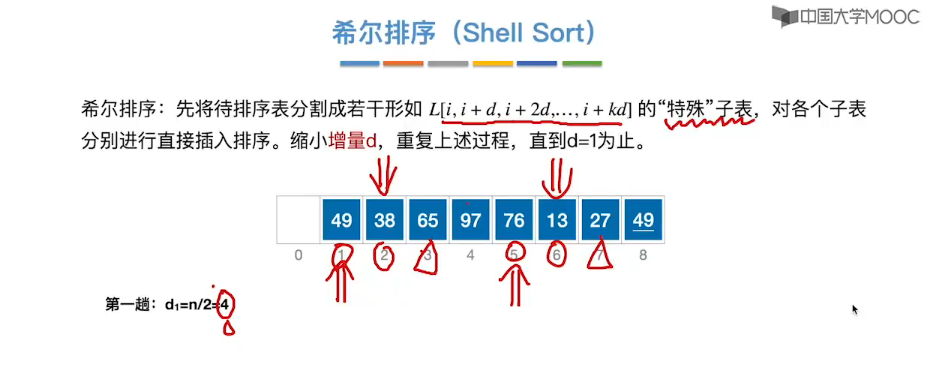 中国大学MOOC
希尔排序（Shell Sort）
希尔排序：先将待排序表分割成若干形如 L[i, i + d, i + 2d,…, i + kd] 的“特殊”子表，对各个子表
分别进行直接插入排序。缩小增量d，重复上述过程，直到d=1为止。
49 38 65 97 76 13 27 49
0 1 2 3 4 5 6 7 8
第一趟：d₁=n/2=4